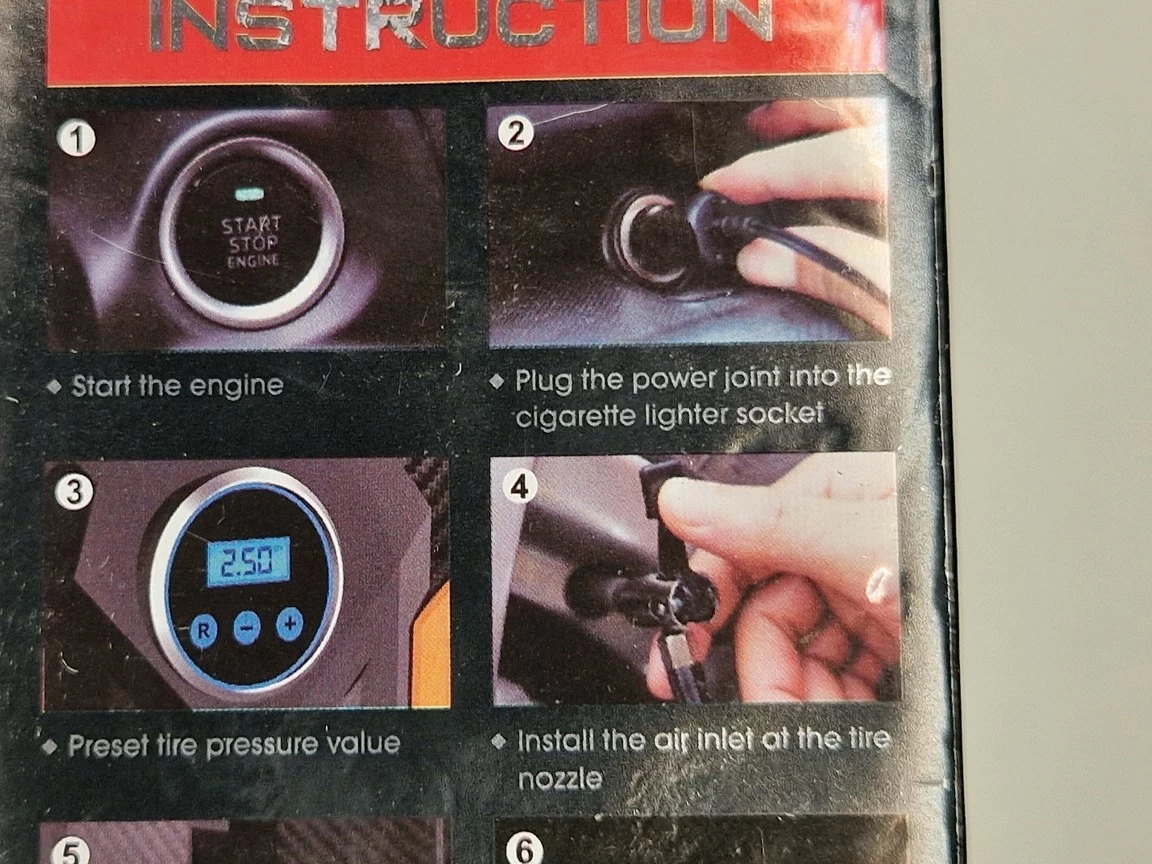 INSTRUCTION
1
2
START
STOP
ENGINE
◆ Start the engine
◆ Plug the power joint into the
cigarette lighter socket
3
4
2.50
R − +
◆ Preset tire pressure value
◆ Install the air inlet at the tire
nozzle
5
6